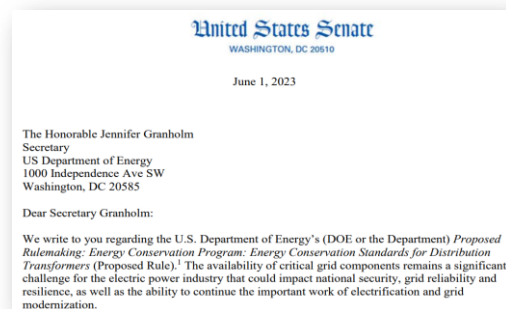 United States Senate
WASHINGTON, DC 20510
June 1, 2023
The Honorable Jennifer Granholm
Secretary
US Department of Energy
1000 Independence Ave SW
Washington, DC 20585
Dear Secretary Granholm:
We write to you regarding the U.S. Department of Energy's (DOE or the Department) Proposed
Rulemaking: Energy Conservation Program: Energy Conservation Standards for Distribution
Transformers (Proposed Rule).¹ The availability of critical grid components remains a significant
challenge for the electric power industry that could impact national security, grid reliability and
resilience, as well as the ability to continue the important work of electrification and grid
modernization.